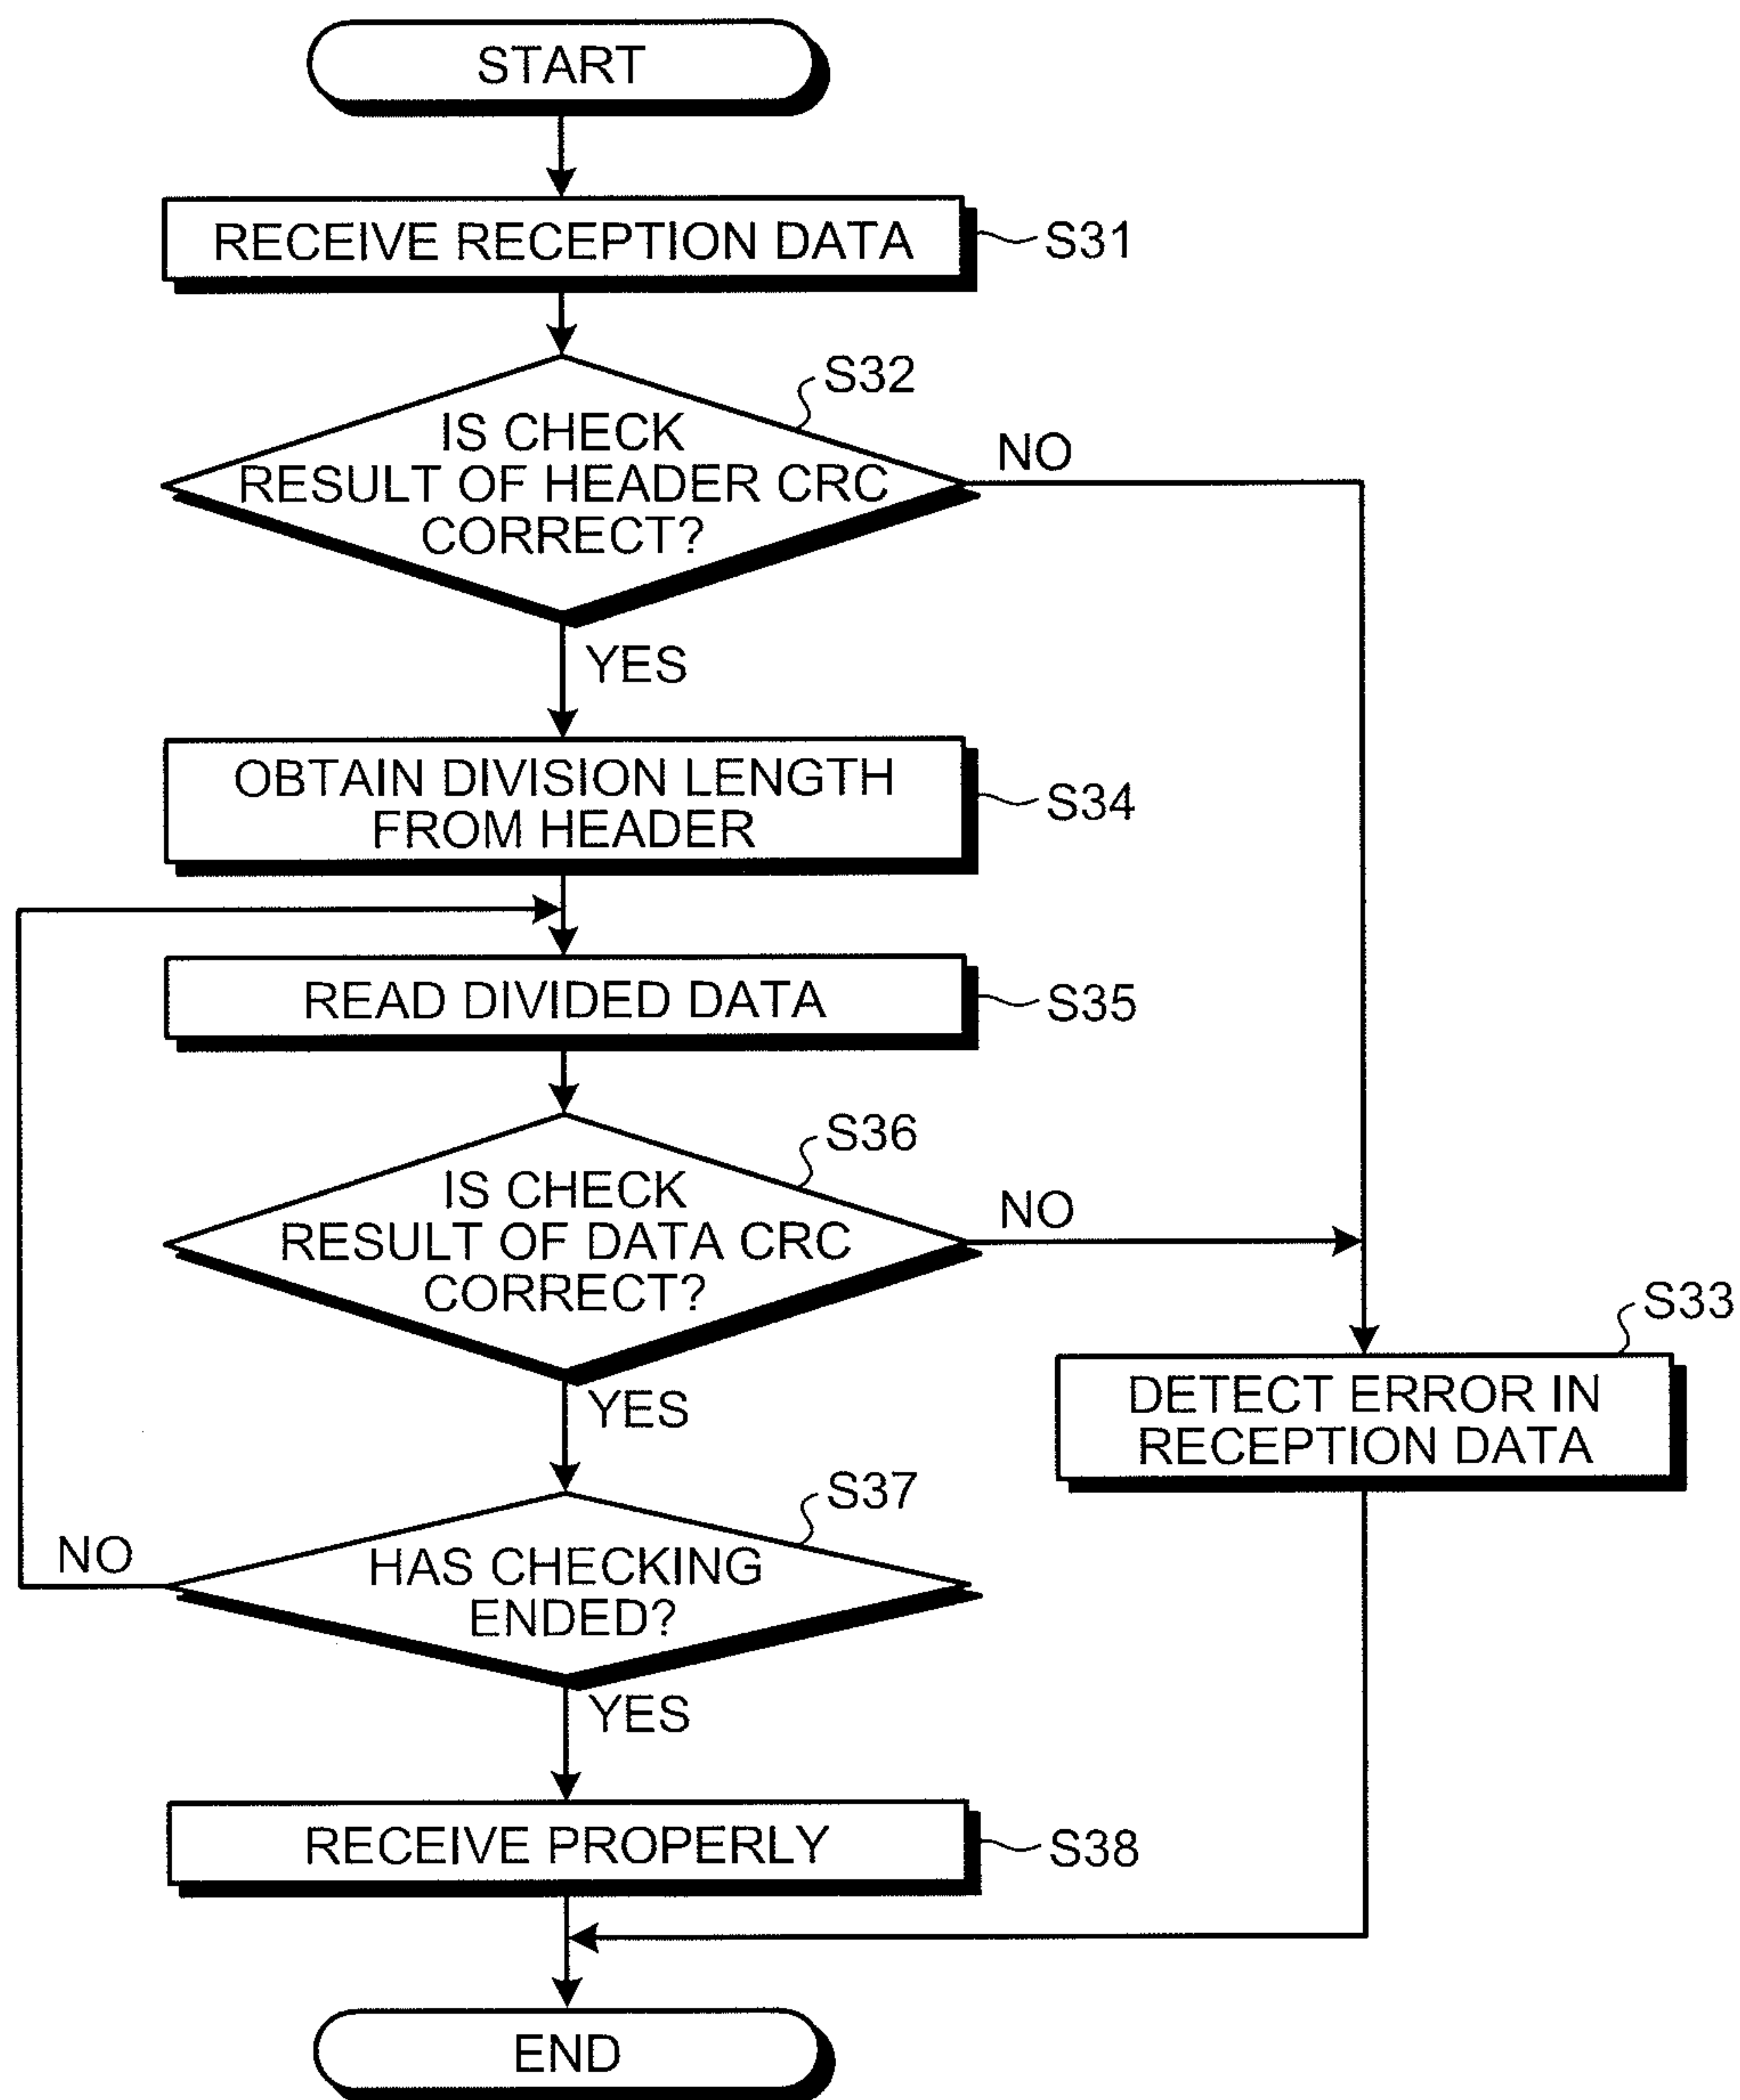 START
RECEIVE RECEPTION DATA
S31
S32
IS CHECK
RESULT OF HEADER CRC
CORRECT?
NO
YES
OBTAIN DIVISION LENGTH
FROM HEADER
S34
READ DIVIDED DATA
S35
S36
IS CHECK
RESULT OF DATA CRC
CORRECT?
NO
YES
S33
DETECT ERROR IN
RECEPTION DATA
S37
HAS CHECKING
ENDED?
NO
YES
RECEIVE PROPERLY
S38
END